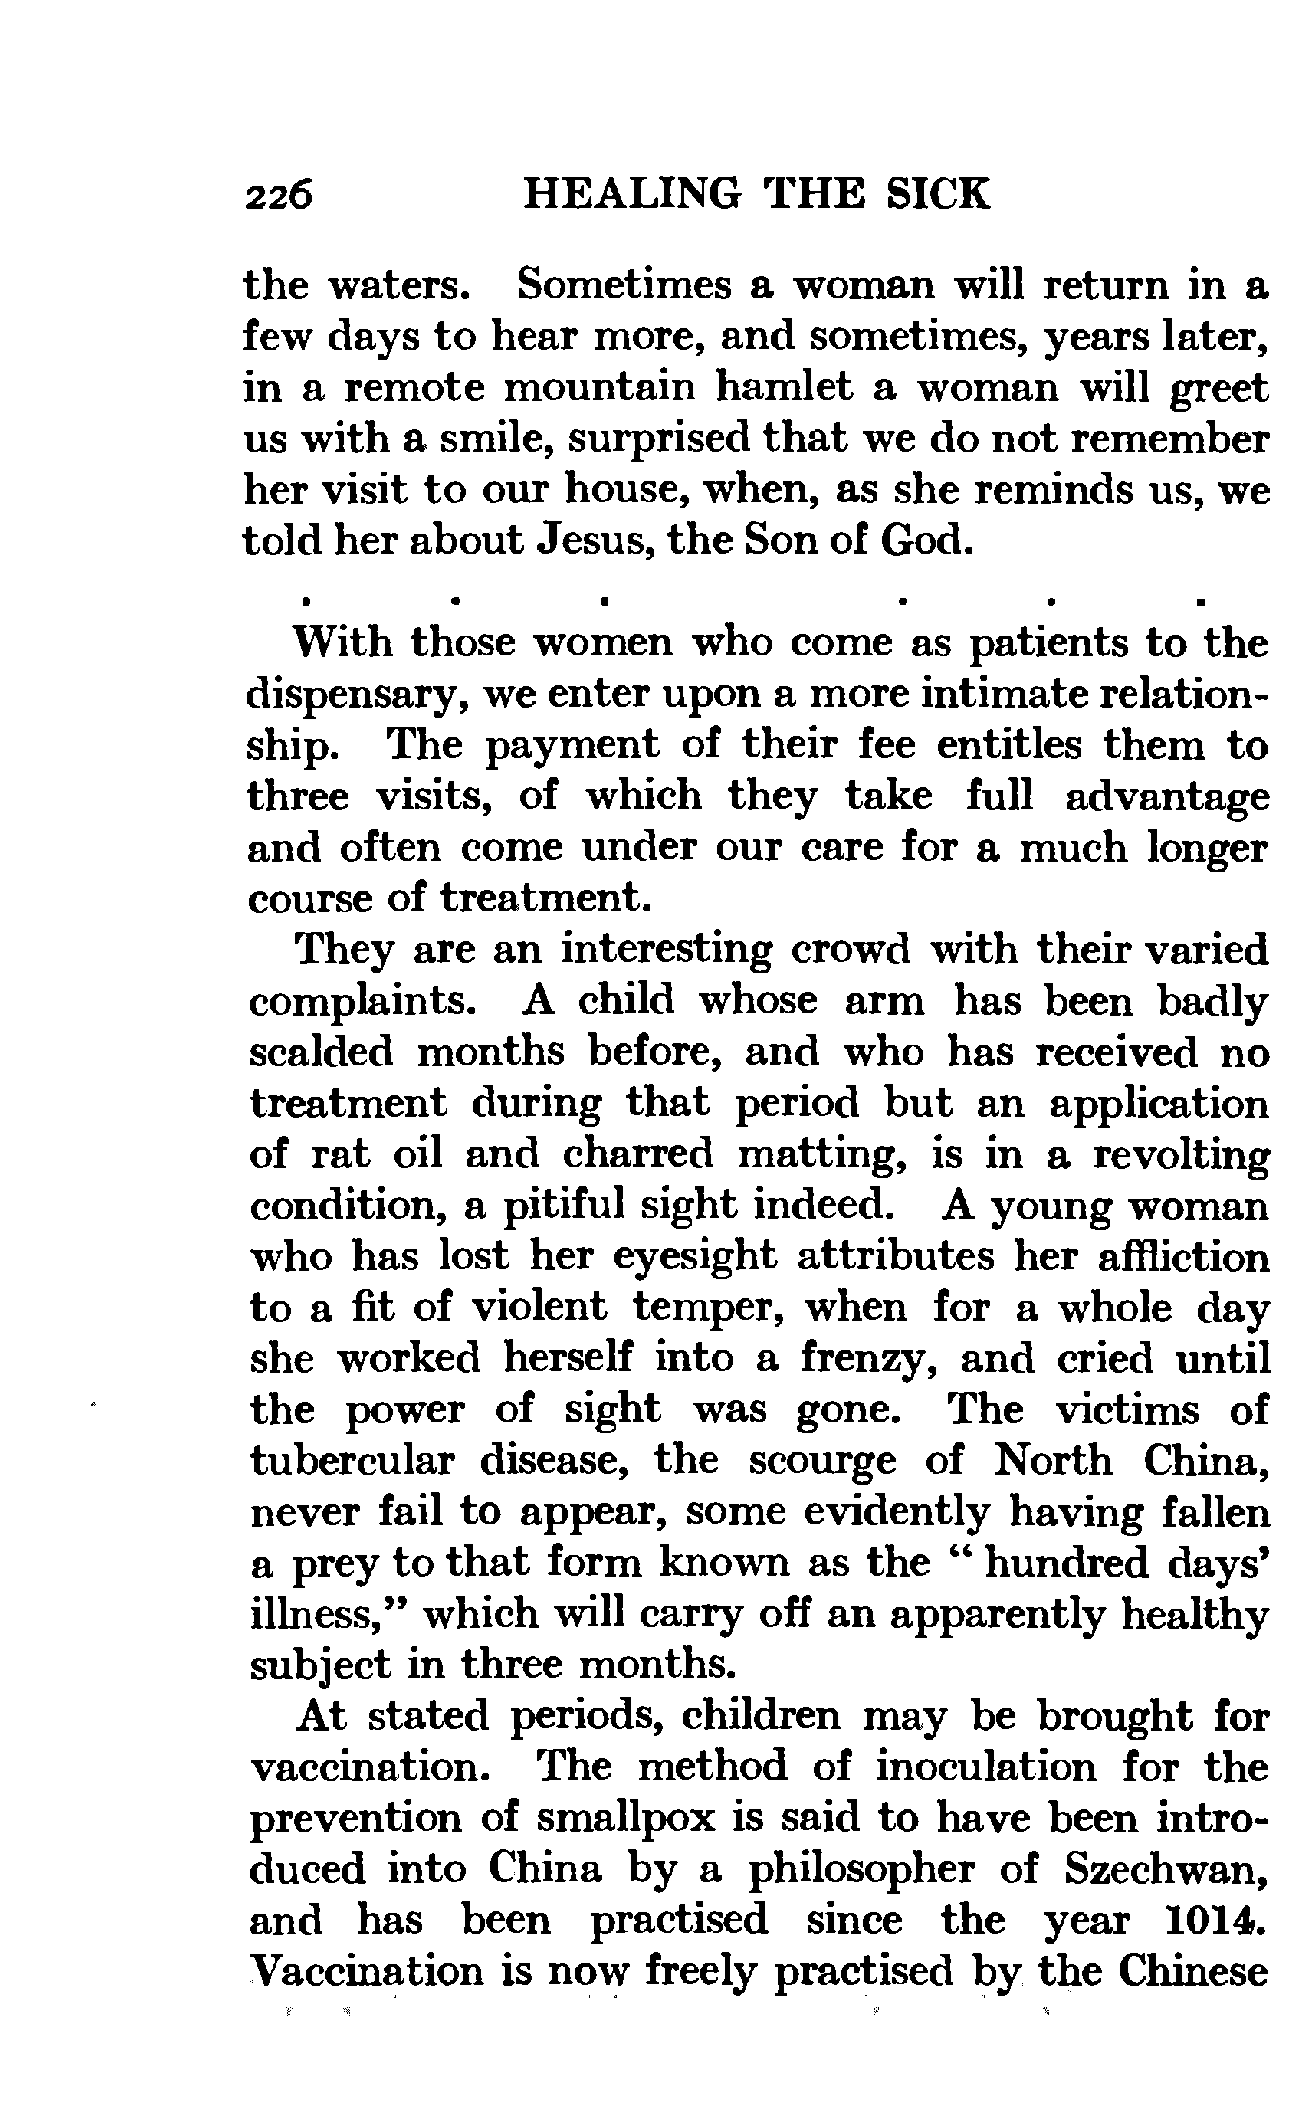 226 HEALING THE SICK
the waters. Sometimes a woman will return in a
few days to hear more, and sometimes, years later,
in a remote mountain hamlet a woman will greet
us with a smile, surprised that we do not remember
her visit to our house, when, as she reminds us, we
told her about Jesus, the Son of God.
. . . . . .
With those women who come as patients to the
dispensary, we enter upon a more intimate relation-
ship. The payment of their fee entitles them to
three visits, of which they take full advantage
and often come under our care for a much longer
course of treatment.
They are an interesting crowd with their varied
complaints. A child whose arm has been badly
scalded months before, and who has received no
treatment during that period but an application
of rat oil and charred matting, is in a revolting
condition, a pitiful sight indeed. A young woman
who has lost her eyesight attributes her affliction
to a fit of violent temper, when for a whole day
she worked herself into a frenzy, and cried until
the power of sight was gone. The victims of
tubercular disease, the scourge of North China,
never fail to appear, some evidently having fallen
a prey to that form known as the “ hundred days’
illness,” which will carry off an apparently healthy
subject in three months.
At stated periods, children may be brought for
vaccination. The method of inoculation for the
prevention of smallpox is said to have been intro-
duced into China by a philosopher of Szechwan,
and has been practised since the year 1014.
Vaccination is now freely practised by the Chinese